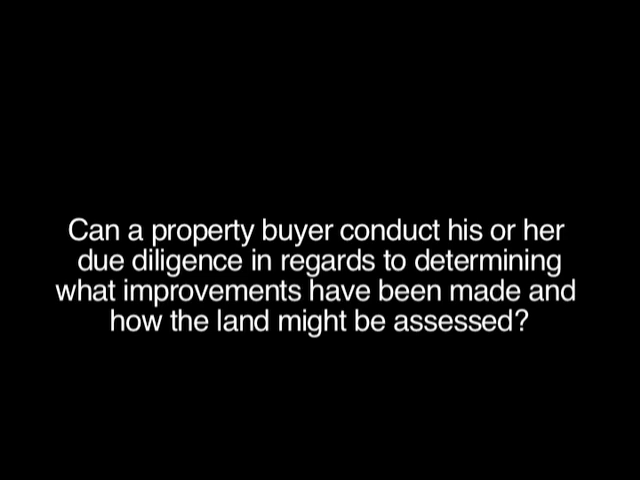 Can a property buyer conduct his or her
due diligence in regards to determining
what improvements have been made and
how the land might be assessed?